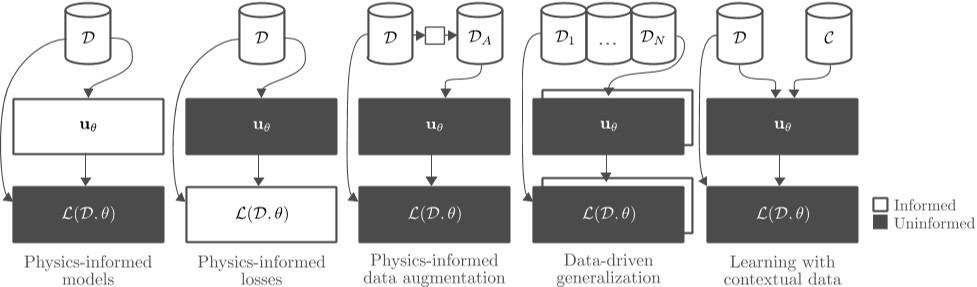 𝒟
u_θ
ℒ(𝒟.θ)
Physics-informed
models
𝒟
u_θ
ℒ(𝒟.θ)
Physics-informed
losses
𝒟 𝒟_A
u_θ
ℒ(𝒟.θ)
Physics-informed
data augmentation
𝒟_1 ... 𝒟_N
u_θ
ℒ(𝒟.θ)
Data-driven
generalization
𝒟 𝒞
u_θ
ℒ(𝒟.θ)
Learning with
contextual data
Informed
Uninformed